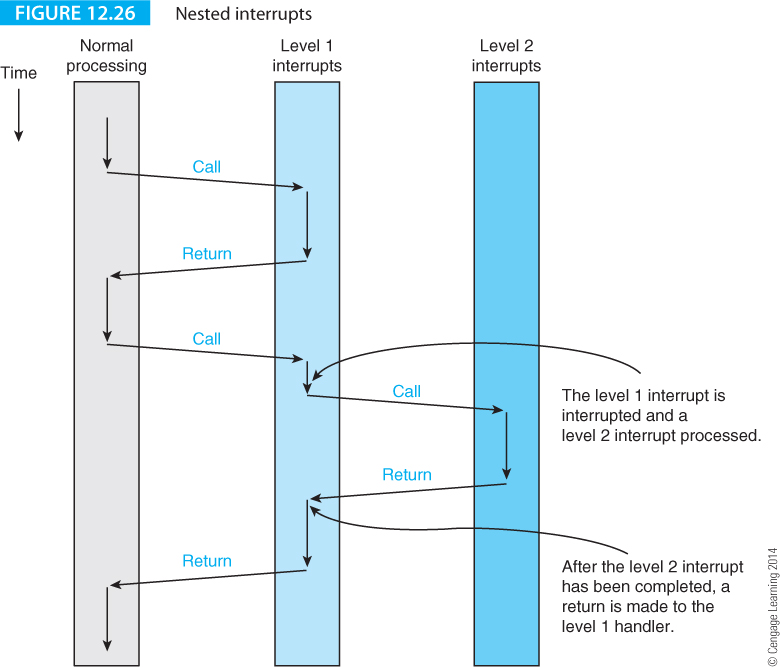 FIGURE 12.26 Nested interrupts
Normal
processing
Level 1
interrupts
Level 2
interrupts
Time
Call
Return
Call
Call
The level 1 interrupt is
interrupted and a
level 2 interrupt processed.
Return
Return
After the level 2 interrupt
has been completed, a
return is made to the
level 1 handler.
© Cengage Learning 2014